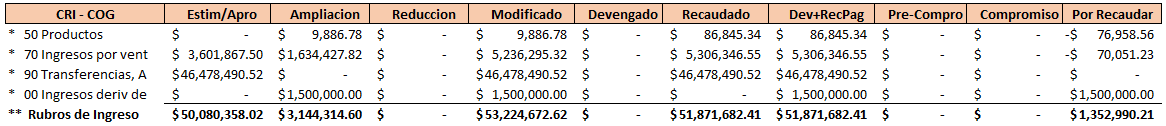 CRI - COG Estim/Apro Ampliacion Reduccion Modificado Devengado Recaudado Dev+RecPag Pre-Compro Compromiso Por Recaudar
* 50 Productos $ - $ 9,886.78 $ - $ 9,886.78 $ - $ 86,845.34 $ 86,845.34 $ - $ - -$ 76,958.56
* 70 Ingresos por vent $ 3,601,867.50 $1,634,427.82 $ - $ 5,236,295.32 $ - $ 5,306,346.55 $ 5,306,346.55 $ - $ - -$ 70,051.23
* 90 Transferencias, A $46,478,490.52 $ - $ - $46,478,490.52 $ - $46,478,490.52 $46,478,490.52 $ - $ - $ -
* 00 Ingresos deriv de $ - $1,500,000.00 $ - $ 1,500,000.00 $ - $ - $ 1,500,000.00 $ - $ - $1,500,000.00
** Rubros de Ingreso $50,080,358.02 $3,144,314.60 $ - $53,224,672.62 $ - $51,871,682.41 $51,871,682.41 $ - $ - $1,352,990.21